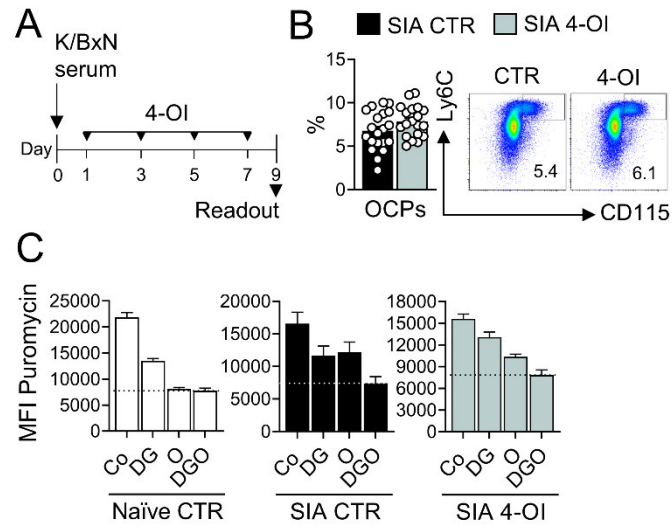 A
K/BxN
serum
4-OI
Day
0 1 3 5 7 9
Readout
B
SIA CTR SIA 4-OI
%
15
10
5
0
OCPs
Ly6C
CTR 4-OI
5.4 6.1
CD115
C
MFI Puromycin
25000
20000
15000
10000
5000
0
Co DG O DGO
Naïve CTR
20000
15000
10000
5000
0
Co DG O DGO
SIA CTR
18000
15000
12000
9000
6000
3000
0
Co DG O DGO
SIA 4-OI